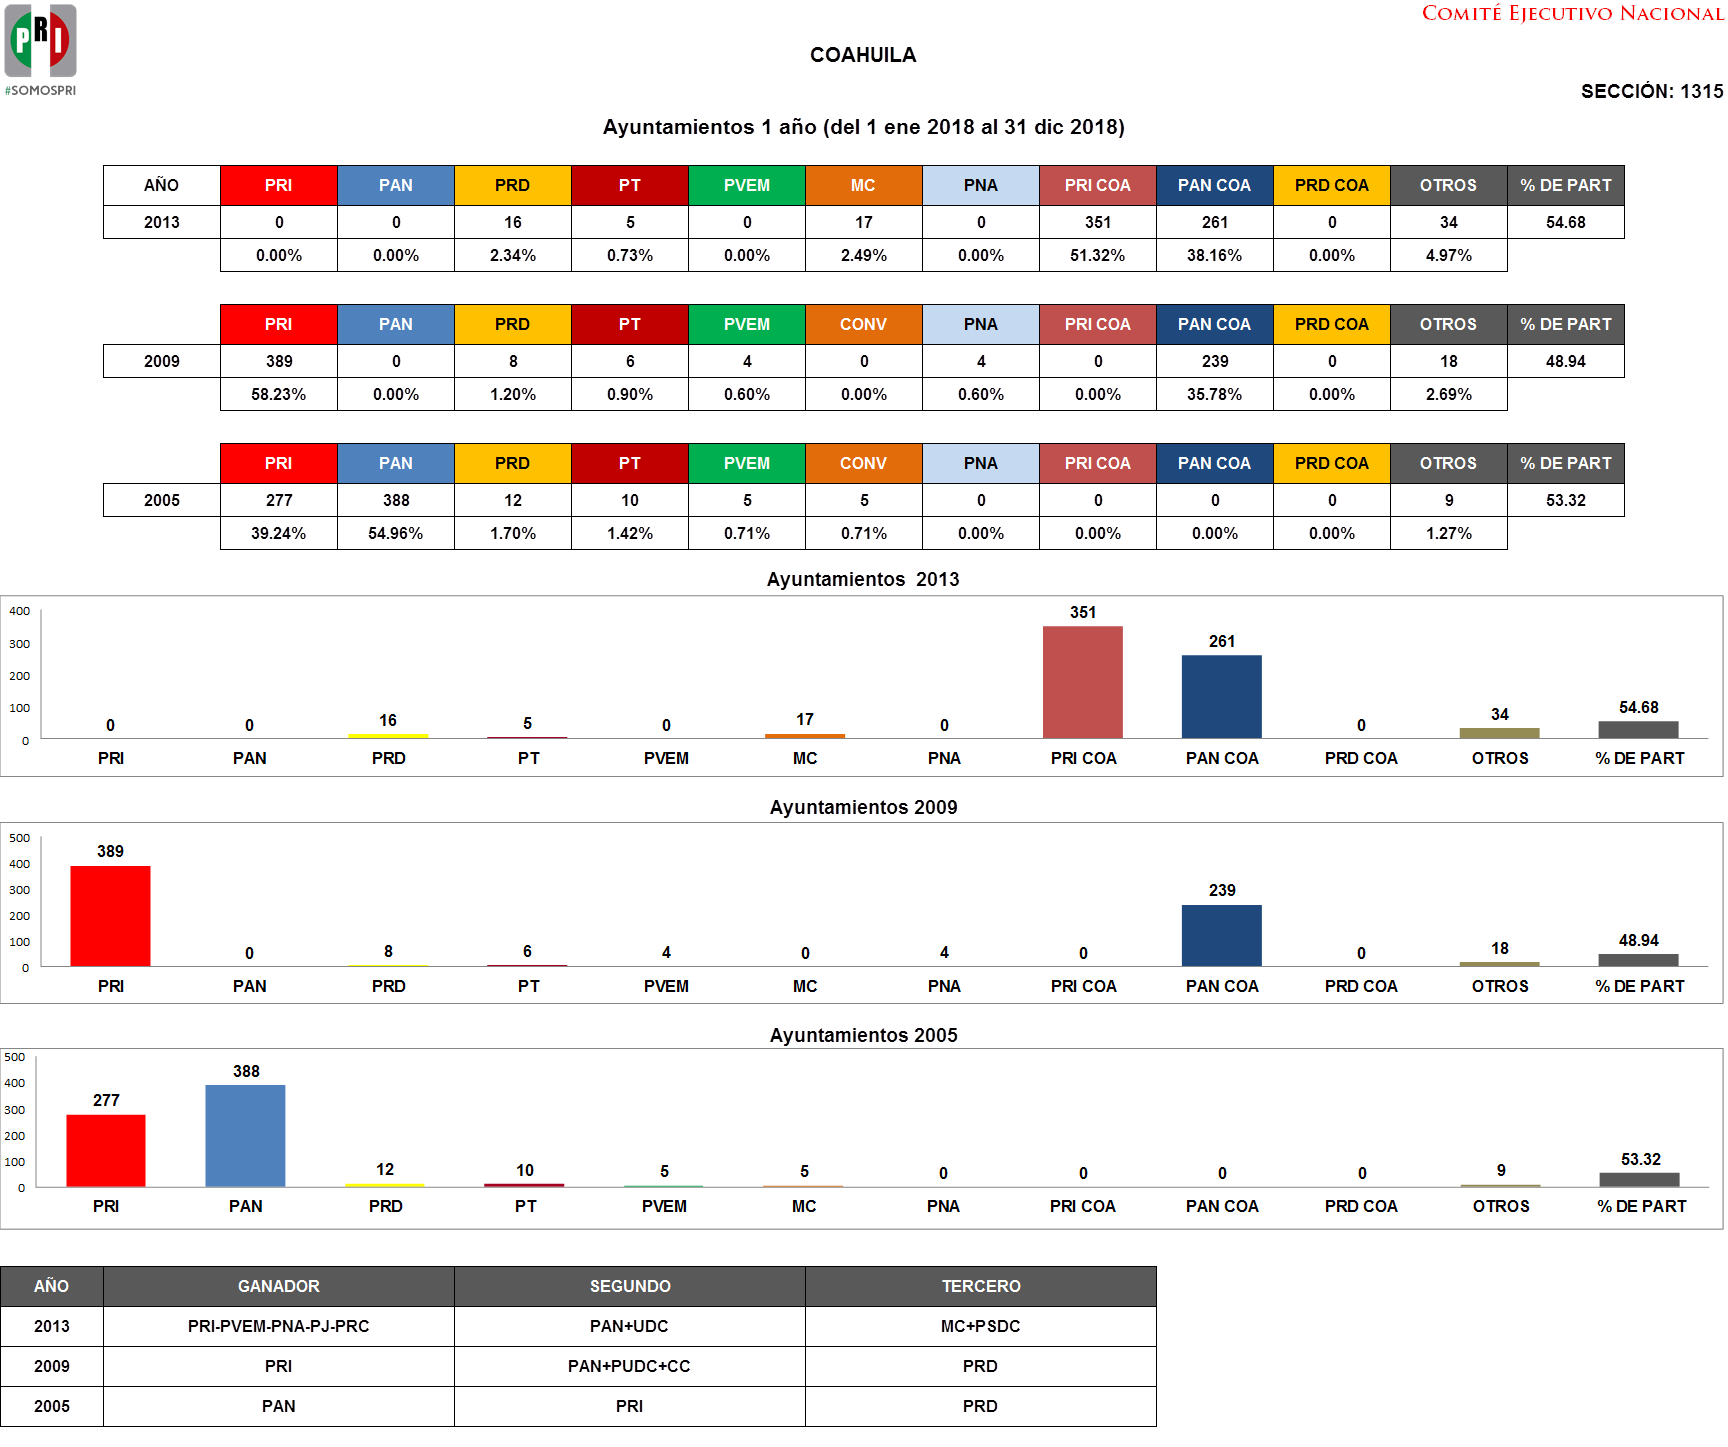 PRI
#SOMOSPRI
COMITÉ EJECUTIVO NACIONAL
COAHUILA
SECCIÓN: 1315
Ayuntamientos 1 año (del 1 ene 2018 al 31 dic 2018)
AÑO PRI PAN PRD PT PVEM MC PNA PRI COA PAN COA PRD COA OTROS % DE PART
2013 0 0 16 5 0 17 0 351 261 0 34 54.68
0.00% 0.00% 2.34% 0.73% 0.00% 2.49% 0.00% 51.32% 38.16% 0.00% 4.97%
PRI PAN PRD PT PVEM CONV PNA PRI COA PAN COA PRD COA OTROS % DE PART
2009 389 0 8 6 4 0 4 0 239 0 18 48.94
58.23% 0.00% 1.20% 0.90% 0.60% 0.00% 0.60% 0.00% 35.78% 0.00% 2.69%
PRI PAN PRD PT PVEM CONV PNA PRI COA PAN COA PRD COA OTROS % DE PART
2005 277 388 12 10 5 5 0 0 0 0 9 53.32
39.24% 54.96% 1.70% 1.42% 0.71% 0.71% 0.00% 0.00% 0.00% 0.00% 1.27%
Ayuntamientos 2013
400
300
200
100
0
0 0 16 5 0 17 0 351 261 0 34 54.68
PRI PAN PRD PT PVEM MC PNA PRI COA PAN COA PRD COA OTROS % DE PART
Ayuntamientos 2009
500
400
300
200
100
0
389 0 8 6 4 0 4 0 239 0 18 48.94
PRI PAN PRD PT PVEM MC PNA PRI COA PAN COA PRD COA OTROS % DE PART
Ayuntamientos 2005
500
400
300
200
100
0
277 388 12 10 5 5 0 0 0 0 9 53.32
PRI PAN PRD PT PVEM MC PNA PRI COA PAN COA PRD COA OTROS % DE PART
AÑO GANADOR SEGUNDO TERCERO
2013 PRI-PVEM-PNA-PJ-PRC PAN+UDC MC+PSDC
2009 PRI PAN+PUDC+CC PRD
2005 PAN PRI PRD